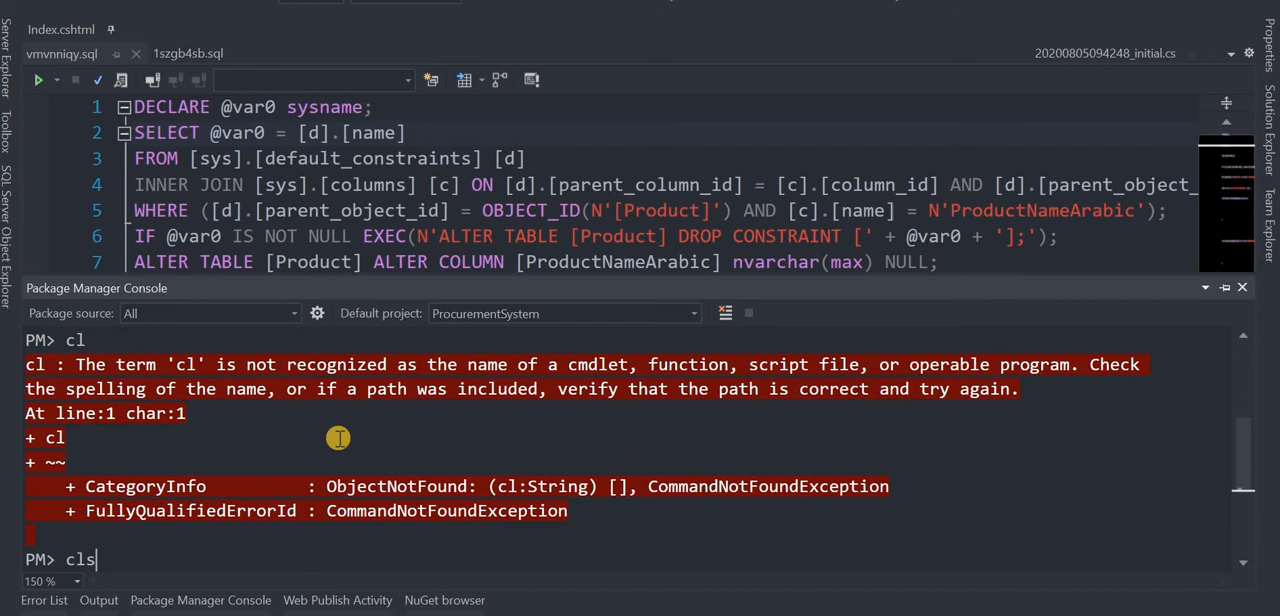 Index.cshtml
vmvnniqy.sql
1szgb4sb.sql
20200805094248_initial.cs
Server Explorer
Toolbox
SQL Server Object Explorer
1 DECLARE @var0 sysname;
2 SELECT @var0 = [d].[name]
3 FROM [sys].[default_constraints] [d]
4 INNER JOIN [sys].[columns] [c] ON [d].[parent_column_id] = [c].[column_id] AND [d].[parent_object_
5 WHERE ([d].[parent_object_id] = OBJECT_ID(N'[Product]') AND [c].[name] = N'ProductNameArabic');
6 IF @var0 IS NOT NULL EXEC(N'ALTER TABLE [Product] DROP CONSTRAINT [' + @var0 + '];');
7 ALTER TABLE [Product] ALTER COLUMN [ProductNameArabic] nvarchar(max) NULL;
Properties
Solution Explorer
Team Explorer
Package Manager Console
Package source: All
Default project: ProcurementSystem
PM> cl
cl : The term 'cl' is not recognized as the name of a cmdlet, function, script file, or operable program. Check
the spelling of the name, or if a path was included, verify that the path is correct and try again.
At line:1 char:1
+ cl
+ ~~
+ CategoryInfo : ObjectNotFound: (cl:String) [], CommandNotFoundException
+ FullyQualifiedErrorId : CommandNotFoundException
PM> cls
150 %
Error List
Output
Package Manager Console
Web Publish Activity
NuGet browser